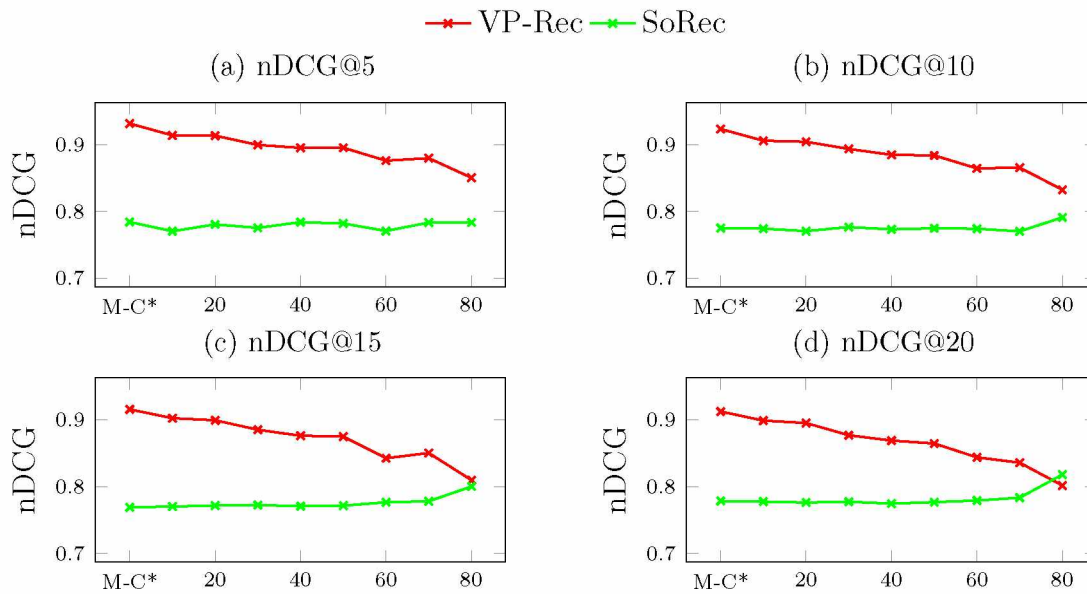 VP-Rec SoRec
(a) nDCG@5
nDCG
0.9
0.8
0.7
M-C* 20 40 60 80
(b) nDCG@10
nDCG
0.9
0.8
0.7
M-C* 20 40 60 80
(c) nDCG@15
nDCG
0.9
0.8
0.7
M-C* 20 40 60 80
(d) nDCG@20
nDCG
0.9
0.8
0.7
M-C* 20 40 60 80